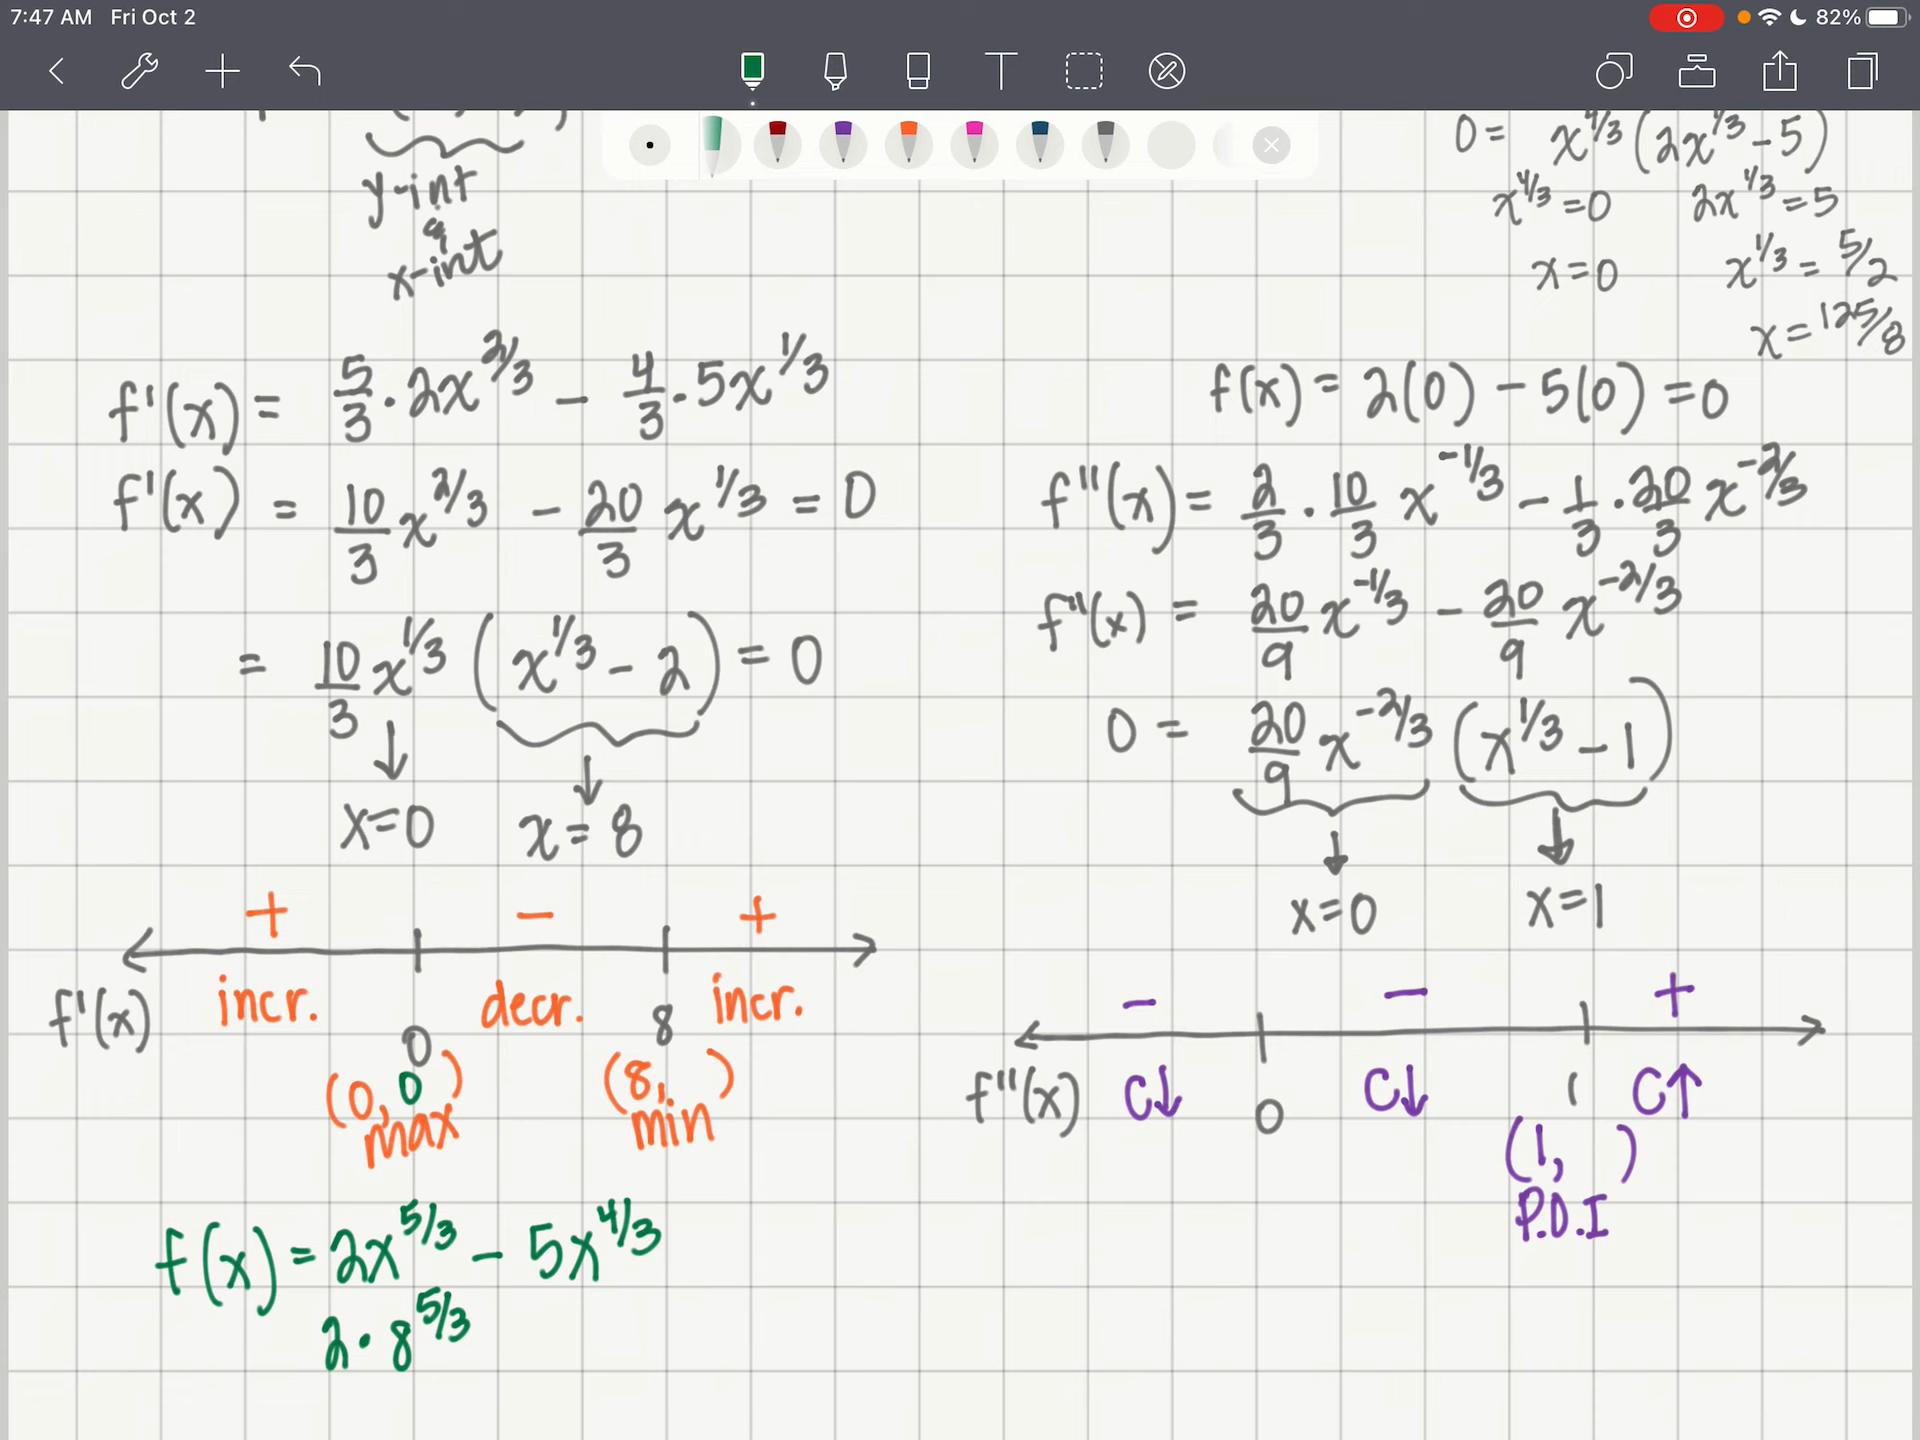 7:47 AM Fri Oct 2
82%
T
y-int
&
x-int
0 = x^4/3 (2x^1/3 - 5)
x^4/3 = 0 2x^1/3 = 5
x = 0 x^1/3 = 5/2
x = 125/8
f'(x) = 5/3 · 2x^2/3 - 4/3 · 5x^1/3
f'(x) = 10/3 x^2/3 - 20/3 x^1/3 = 0
= 10/3 x^1/3 (x^1/3 - 2) = 0
x=0 x = 8
+ - +
incr. decr. incr.
f'(x) 0 8
(0, 0) (8, )
max min
f(x) = 2x^5/3 - 5x^4/3
2 · 8^5/3
f(x) = 2(0) - 5(0) = 0
f''(x) = 2/3 · 10/3 x^-1/3 - 1/3 · 20/3 x^-2/3
f''(x) = 20/9 x^-1/3 - 20/9 x^-2/3
0 = 20/9 x^-2/3 (x^1/3 - 1)
x=0 x=1
- - +
f''(x) C↓ 0 C↓ 1 C↑
(1, )
P.O.I